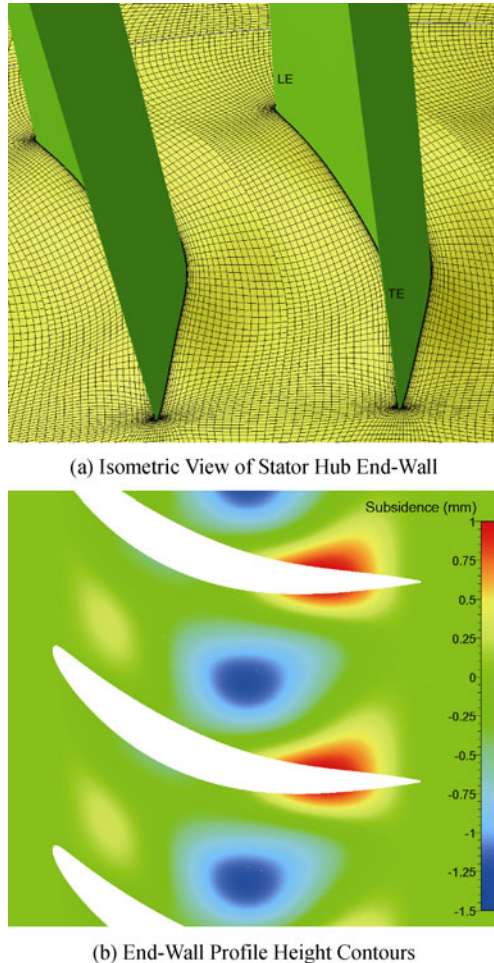 LE
TE
(a) Isometric View of Stator Hub End-Wall
Subsidence (mm)
1
0.75
0.5
0.25
0
-0.25
-0.5
-0.75
-1
-1.25
-1.5
(b) End-Wall Profile Height Contours